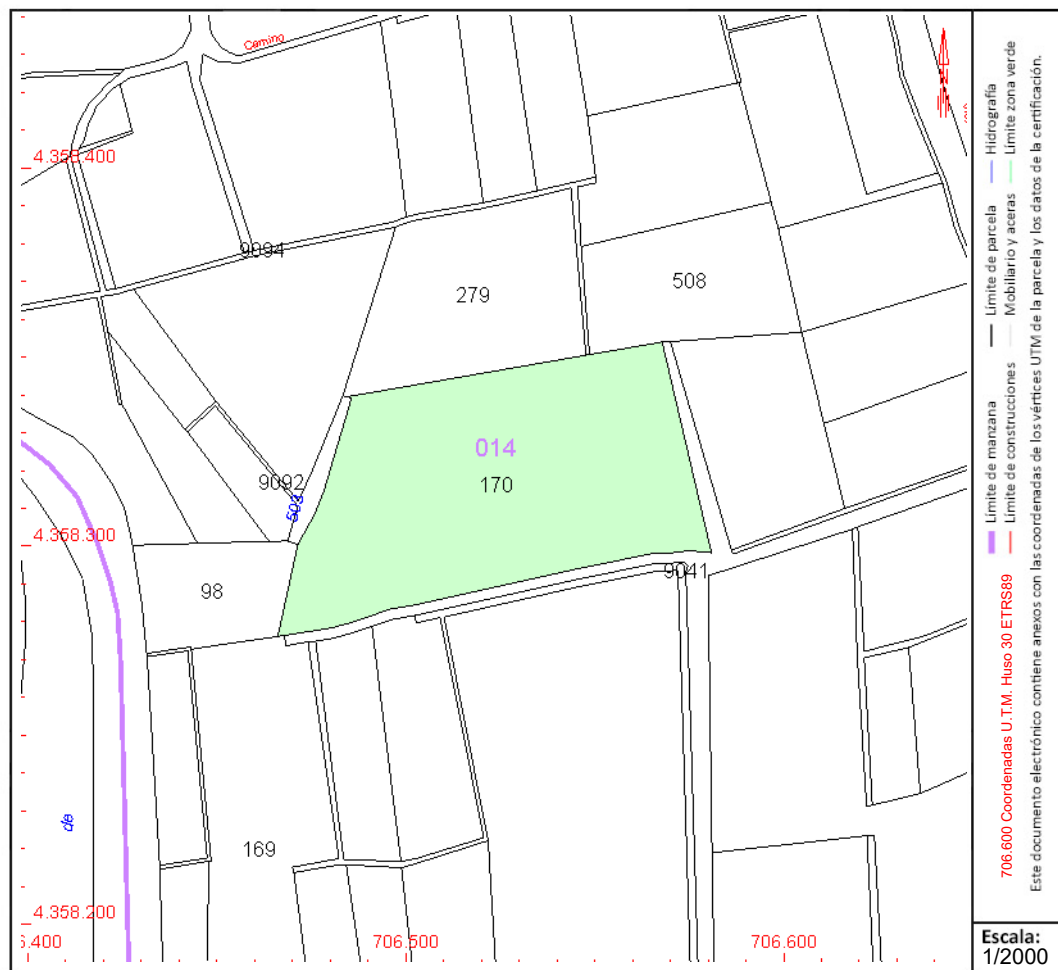 Camino
4.358.400
9094
279
508
014
170
9092
503
4.358.300
98
9041
de
169
4.358.200
706.500
706.600
Límite de manzana
Límite de parcela
Hidrografía
Límite de construcciones
Mobiliario y aceras
Límite zona verde
706.600 Coordenadas U.T.M. Huso 30 ETRS89
Este documento electrónico contiene anexos con las coordenadas de los vértices UTM de la parcela y los datos de la certificación.
Escala:
1/2000